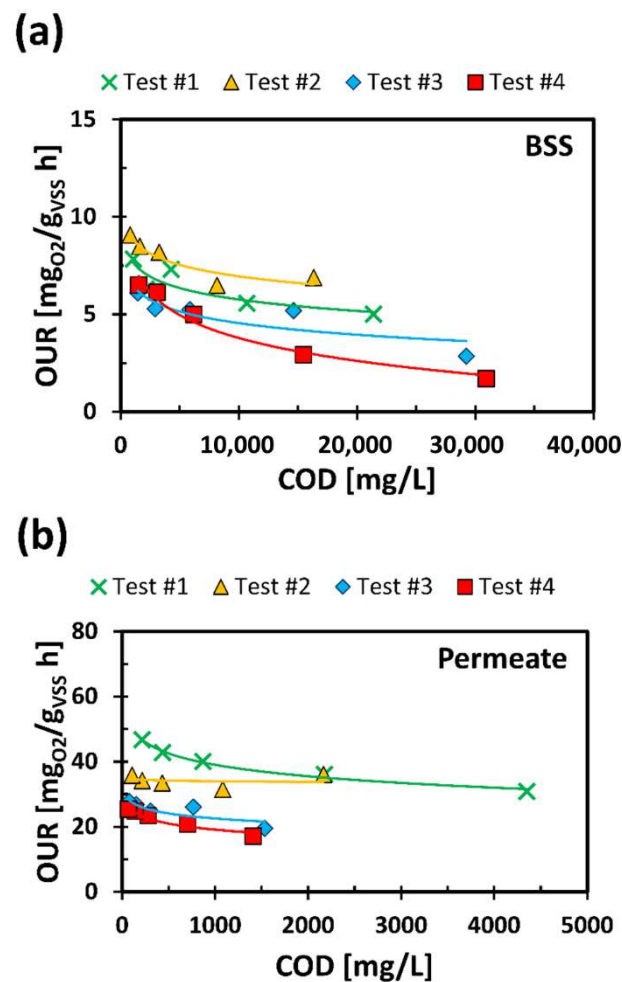 (a)
Test #1 Test #2 Test #3 Test #4
BSS
15
10
5
0
OUR [mgO2/gVSS h]
0 10,000 20,000 30,000 40,000
COD [mg/L]
(b)
Test #1 Test #2 Test #3 Test #4
Permeate
80
60
40
20
0
OUR [mgO2/gVSS h]
0 1000 2000 3000 4000 5000
COD [mg/L]